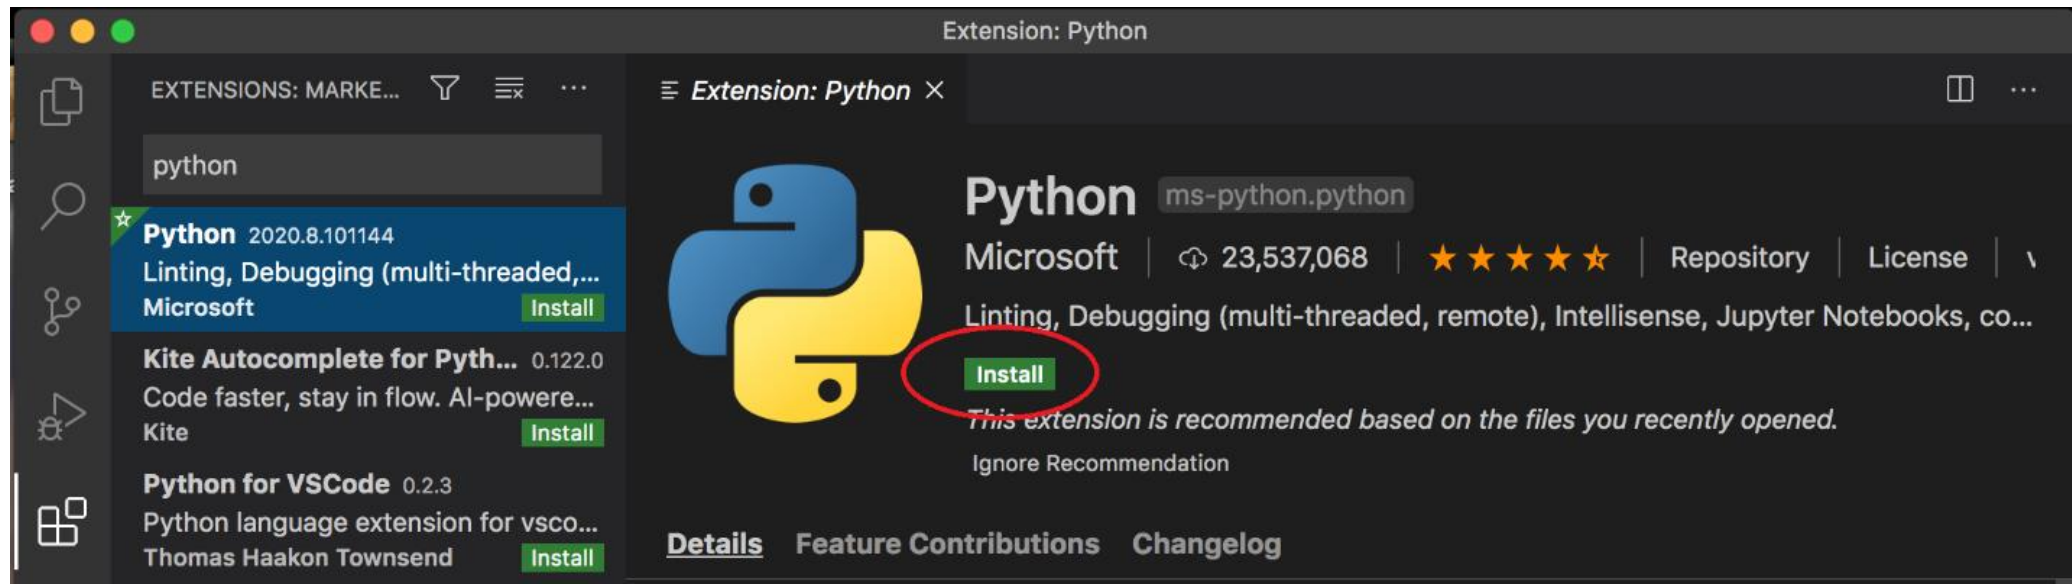 Extension: Python
EXTENSIONS: MARKE...
python
Python 2020.8.101144
Linting, Debugging (multi-threaded,...
Microsoft Install
Kite Autocomplete for Pyth... 0.122.0
Code faster, stay in flow. AI-powere...
Kite Install
Python for VSCode 0.2.3
Python language extension for vsco...
Thomas Haakon Townsend Install
Extension: Python
Python ms-python.python
Microsoft 23,537,068 Repository License
Linting, Debugging (multi-threaded, remote), Intellisense, Jupyter Notebooks, co...
Install
This extension is recommended based on the files you recently opened.
Ignore Recommendation
Details Feature Contributions Changelog